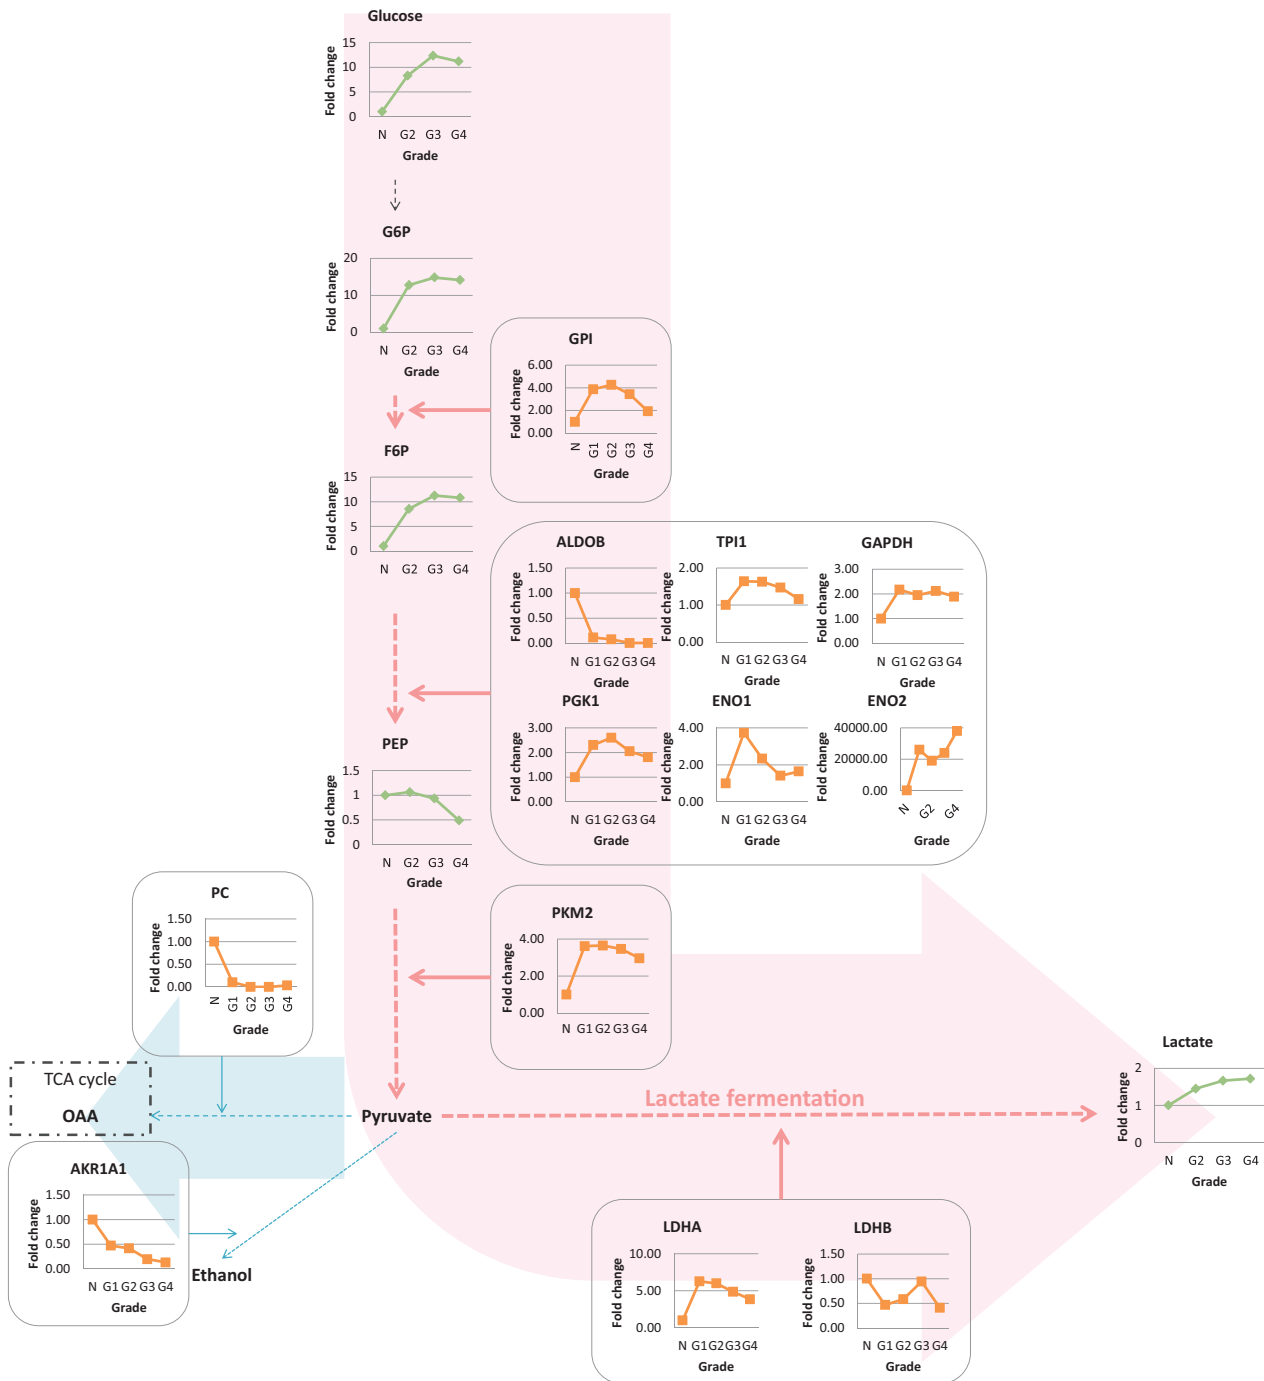 Glucose
Fold change
15
10
5
0
N G2 G3 G4
Grade
G6P
Fold change
20
10
0
N G2 G3 G4
Grade
GPI
Fold change
6.00
4.00
2.00
0.00
N G1 G2 G3 G4
Grade
F6P
Fold change
15
10
5
0
N G2 G3 G4
Grade
ALDOB
Fold change
1.50
1.00
0.50
0.00
N G1 G2 G3 G4
Grade
TPI1
Fold change
2.00
1.00
0.00
N G1 G2 G3 G4
Grade
GAPDH
Fold change
3.00
2.00
1.00
0.00
N G1 G2 G3 G4
Grade
PGK1
Fold change
3.00
2.00
1.00
0.00
N G1 G2 G3 G4
Grade
ENO1
Fold change
4.00
2.00
0.00
N G1 G2 G3 G4
Grade
ENO2
Fold change
40000.00
20000.00
0.00
N G2 G4
Grade
PEP
Fold change
1.5
1
0.5
0
N G2 G3 G4
Grade
PC
Fold change
1.50
1.00
0.50
0.00
N G1 G2 G3 G4
Grade
PKM2
Fold change
4.00
2.00
0.00
N G1 G2 G3 G4
Grade
TCA cycle
OAA
Pyruvate
Lactate fermentation
Lactate
Fold change
2
1
0
N G2 G3 G4
Grade
AKR1A1
Fold change
1.50
1.00
0.50
0.00
N G1 G2 G3 G4
Grade
Ethanol
LDHA
Fold change
10.00
5.00
0.00
N G1 G2 G3 G4
Grade
LDHB
Fold change
1.50
1.00
0.50
0.00
N G1 G2 G3 G4
Grade